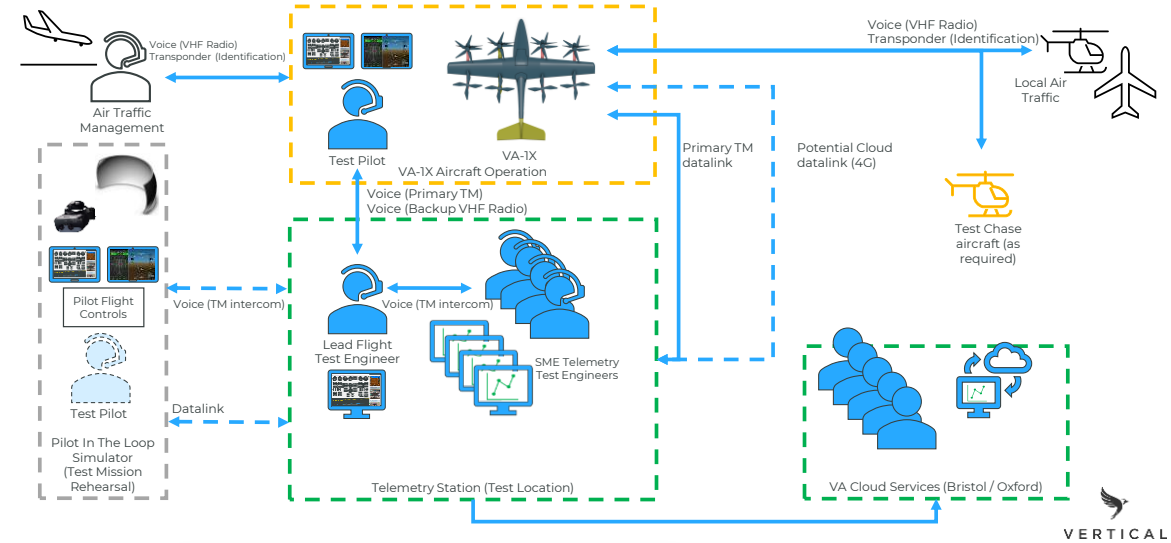 Voice (VHF Radio)
Transponder (Identification)
Air Traffic
Management
Test Pilot
VA-1X
VA-1X Aircraft Operation
Voice (VHF Radio)
Transponder (Identification)
Local Air
Traffic
Primary TM
datalink
Potential Cloud
datalink (4G)
Test Chase
aircraft (as
required)
Voice (Primary TM)
Voice (Backup VHF Radio)
Pilot Flight
Controls
Test Pilot
Pilot In The Loop
Simulator
(Test Mission
Rehearsal)
Voice (TM intercom)
Datalink
Voice (TM intercom)
Lead Flight
Test Engineer
SME Telemetry
Test Engineers
Telemetry Station (Test Location)
VA Cloud Services (Bristol / Oxford)
VERTICAL